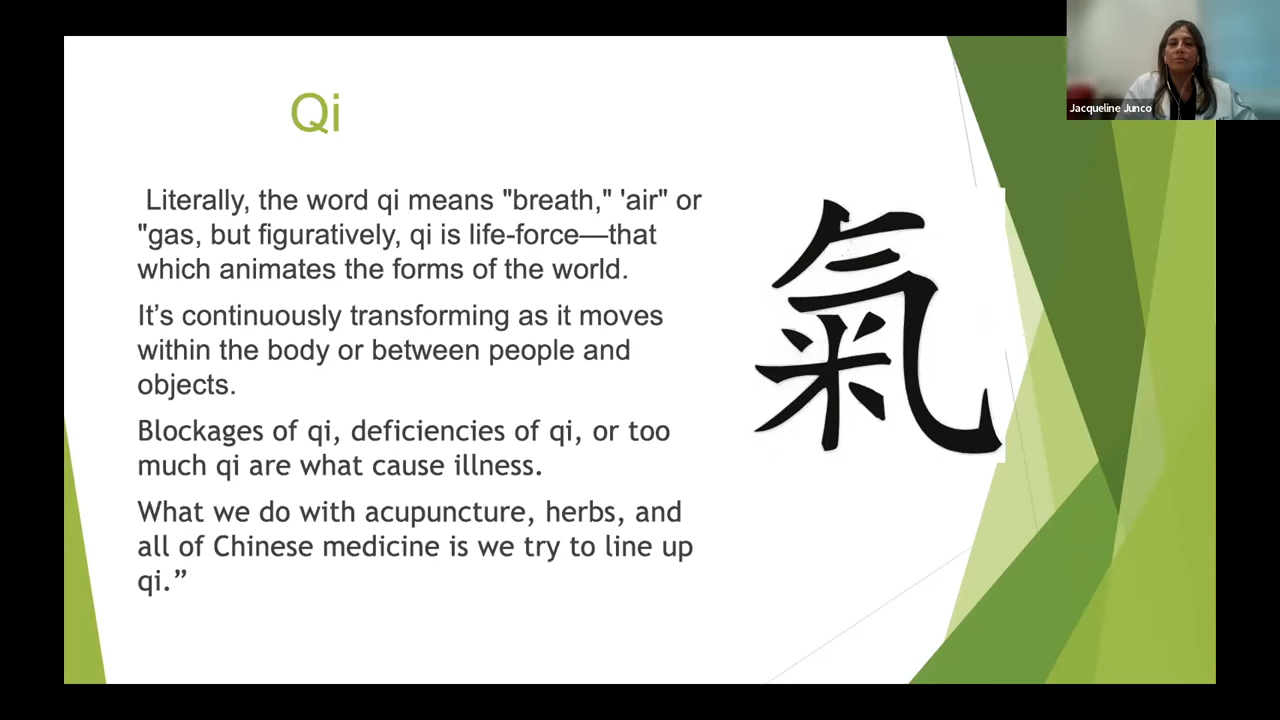 Qi
Literally, the word qi means "breath," 'air" or
"gas, but figuratively, qi is life-force—that
which animates the forms of the world.
It’s continuously transforming as it moves
within the body or between people and
objects.
Blockages of qi, deficiencies of qi, or too
much qi are what cause illness.
What we do with acupuncture, herbs, and
all of Chinese medicine is we try to line up
qi.”
氣
Jacqueline Junco